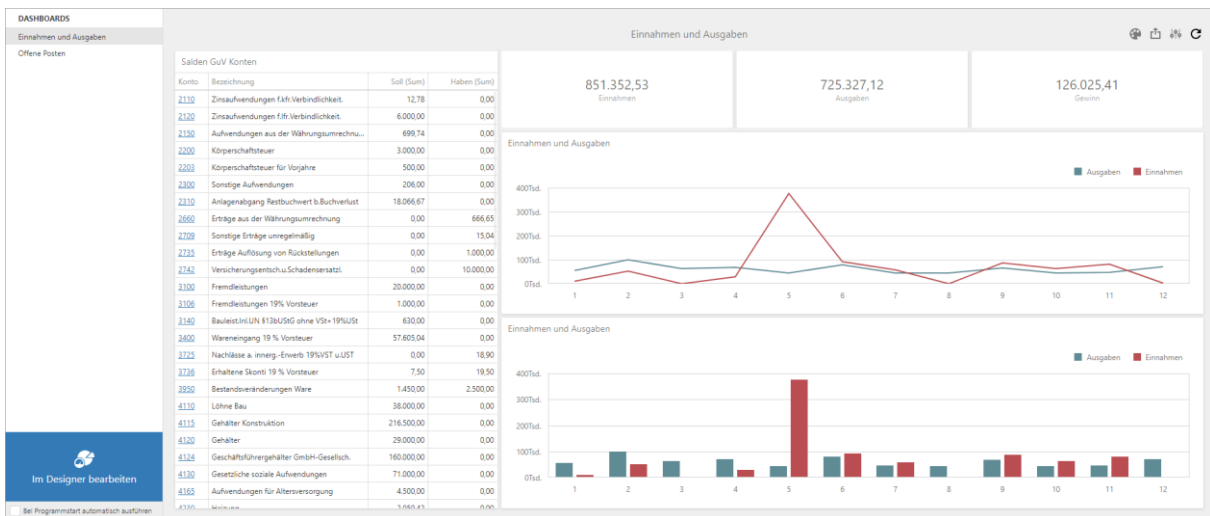 DASHBOARDS
Einnahmen und Ausgaben
Offene Posten
Im Designer bearbeiten
Bei Programmstart automatisch ausführen
Einnahmen und Ausgaben
Salden GuV Konten
Konto Bezeichnung Soll (Sum) Haben (Sum)
2110 Zinsaufwendungen f.kfr.Verbindlichkeit. 12,78 0,00
2120 Zinsaufwendungen f.lfr.Verbindlichkeit. 6.000,00 0,00
2150 Aufwendungen aus der Währungsumrechnu... 699,74 0,00
2200 Körperschaftsteuer 3.000,00 0,00
2203 Körperschaftsteuer für Vorjahre 500,00 0,00
2300 Sonstige Aufwendungen 206,00 0,00
2310 Anlagenabgang Restbuchwert b.Buchverlust 18.066,67 0,00
2660 Erträge aus der Währungsumrechnung 0,00 666,65
2709 Sonstige Erträge unregelmäßig 0,00 15,04
2735 Erträge Auflösung von Rückstellungen 0,00 1.000,00
2742 Versicherungsentsch.u.Schadensersatzl. 0,00 10.000,00
3100 Fremdleistungen 20.000,00 0,00
3106 Fremdleistungen 19% Vorsteuer 1.000,00 0,00
3140 Bauleist.Inl.UN §13bUStG ohne VSt+19%USt 630,00 0,00
3400 Wareneingang 19 % Vorsteuer 57.605,04 0,00
3725 Nachlässe a. innerg.-Erwerb 19%VST u.UST 0,00 18,90
3736 Erhaltene Skonti 19 % Vorsteuer 7,50 19,50
3950 Bestandsveränderungen Ware 1.450,00 2.500,00
4110 Löhne Bau 38.000,00 0,00
4115 Gehälter Konstruktion 216.500,00 0,00
4120 Gehälter 29.000,00 0,00
4124 Geschäftsführergehälter GmbH-Gesellsch. 160.000,00 0,00
4130 Gesetzliche soziale Aufwendungen 71.000,00 0,00
4165 Aufwendungen für Altersversorgung 4.500,00 0,00
851.352,53
Einnahmen
725.327,12
Ausgaben
126.025,41
Gewinn
Einnahmen und Ausgaben
Ausgaben Einnahmen
400Tsd.
300Tsd.
200Tsd.
100Tsd.
0Tsd.
1 2 3 4 5 6 7 8 9 10 11 12
Einnahmen und Ausgaben
Ausgaben Einnahmen
400Tsd.
300Tsd.
200Tsd.
100Tsd.
0Tsd.
1 2 3 4 5 6 7 8 9 10 11 12